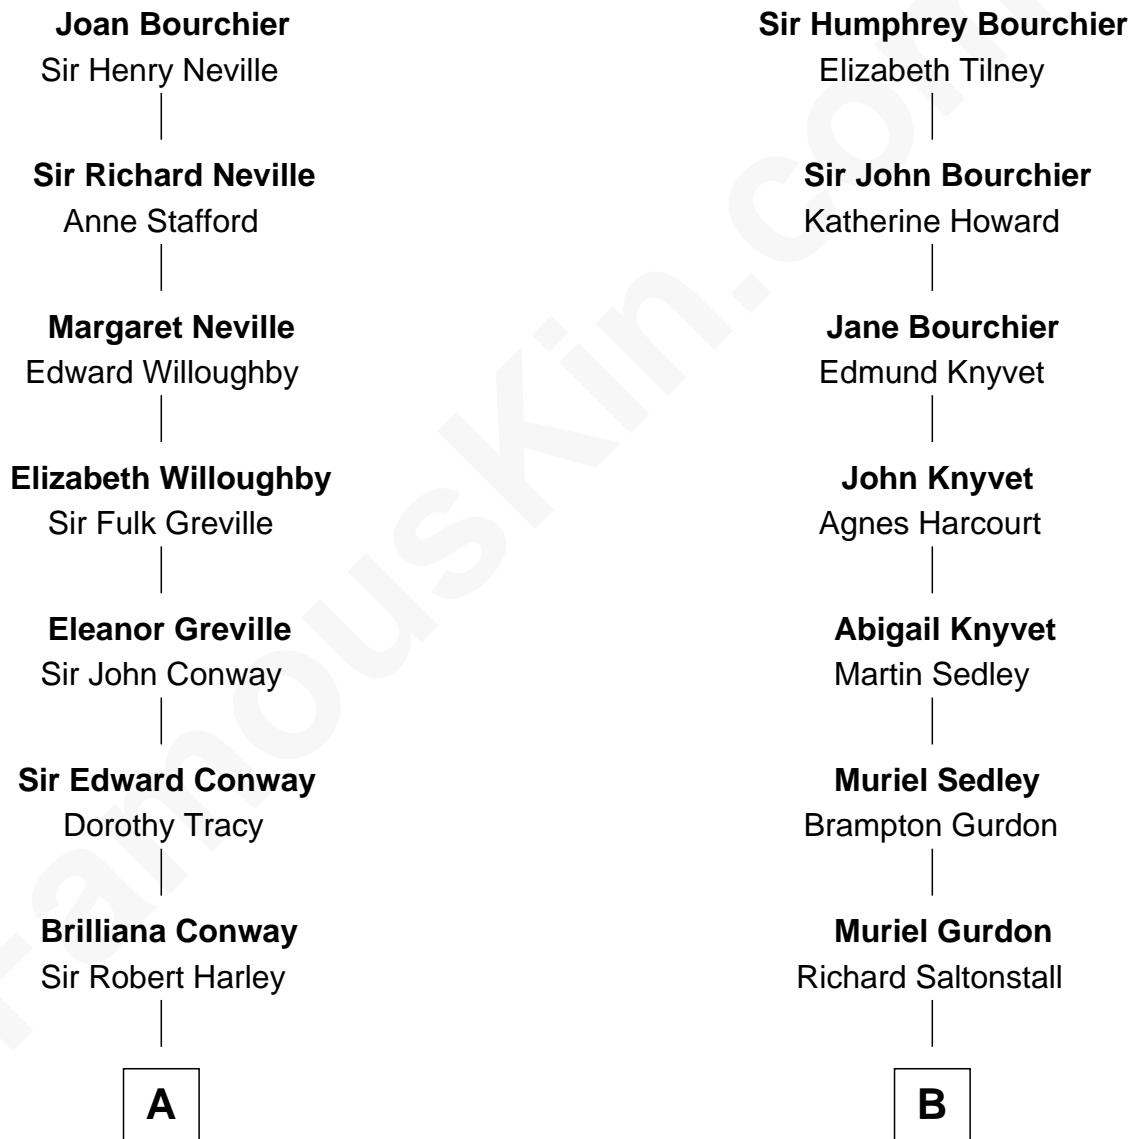 Joan Bourchier
Sir Henry Neville
Sir Richard Neville
Anne Stafford
Margaret Neville
Edward Willoughby
Elizabeth Willoughby
Sir Fulk Greville
Eleanor Greville
Sir John Conway
Sir Edward Conway
Dorothy Tracy
Brilliana Conway
Sir Robert Harley
A
Sir Humphrey Bourchier
Elizabeth Tilney
Sir John Bourchier
Katherine Howard
Jane Bourchier
Edmund Knyvet
John Knyvet
Agnes Harcourt
Abigail Knyvet
Martin Sedley
Muriel Sedley
Brampton Gurdon
Muriel Gurdon
Richard Saltonstall
B
FamousKin.com